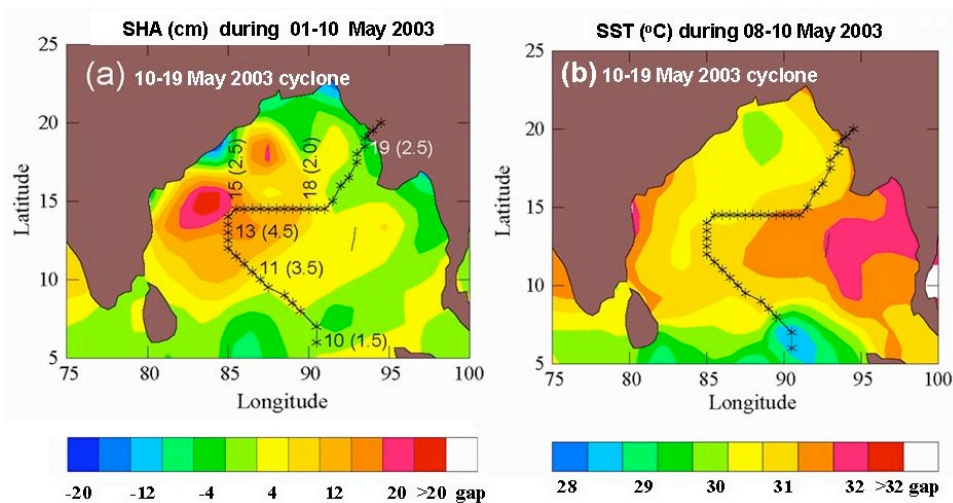 SHA (cm) during 01-10 May 2003
25
20
15
10
5
Latitude
(a) 10-19 May 2003 cyclone
15 (2.5)
18 (2.0)
19 (2.5)
13 (4.5)
11 (3.5)
10 (1.5)
75 80 85 90 95 100
Longitude
-20 -12 -4 4 12 20 >20 gap
SST (ºC) during 08-10 May 2003
25
20
15
10
5
Latitude
(b) 10-19 May 2003 cyclone
75 80 85 90 95 100
Longitude
28 29 30 31 32 >32 gap